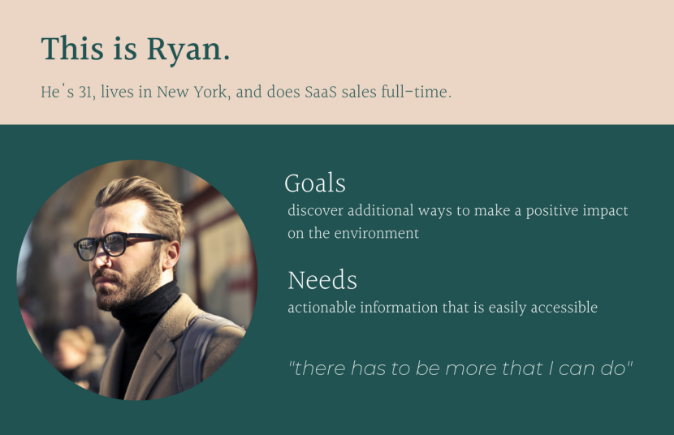 This is Ryan.
He´s 31, lives in New York, and does SaaS sales full-time.
Goals
discover additional ways to make a positive impact
on the environment
Needs
actionable information that is easily accessible
"there has to be more that I can do"